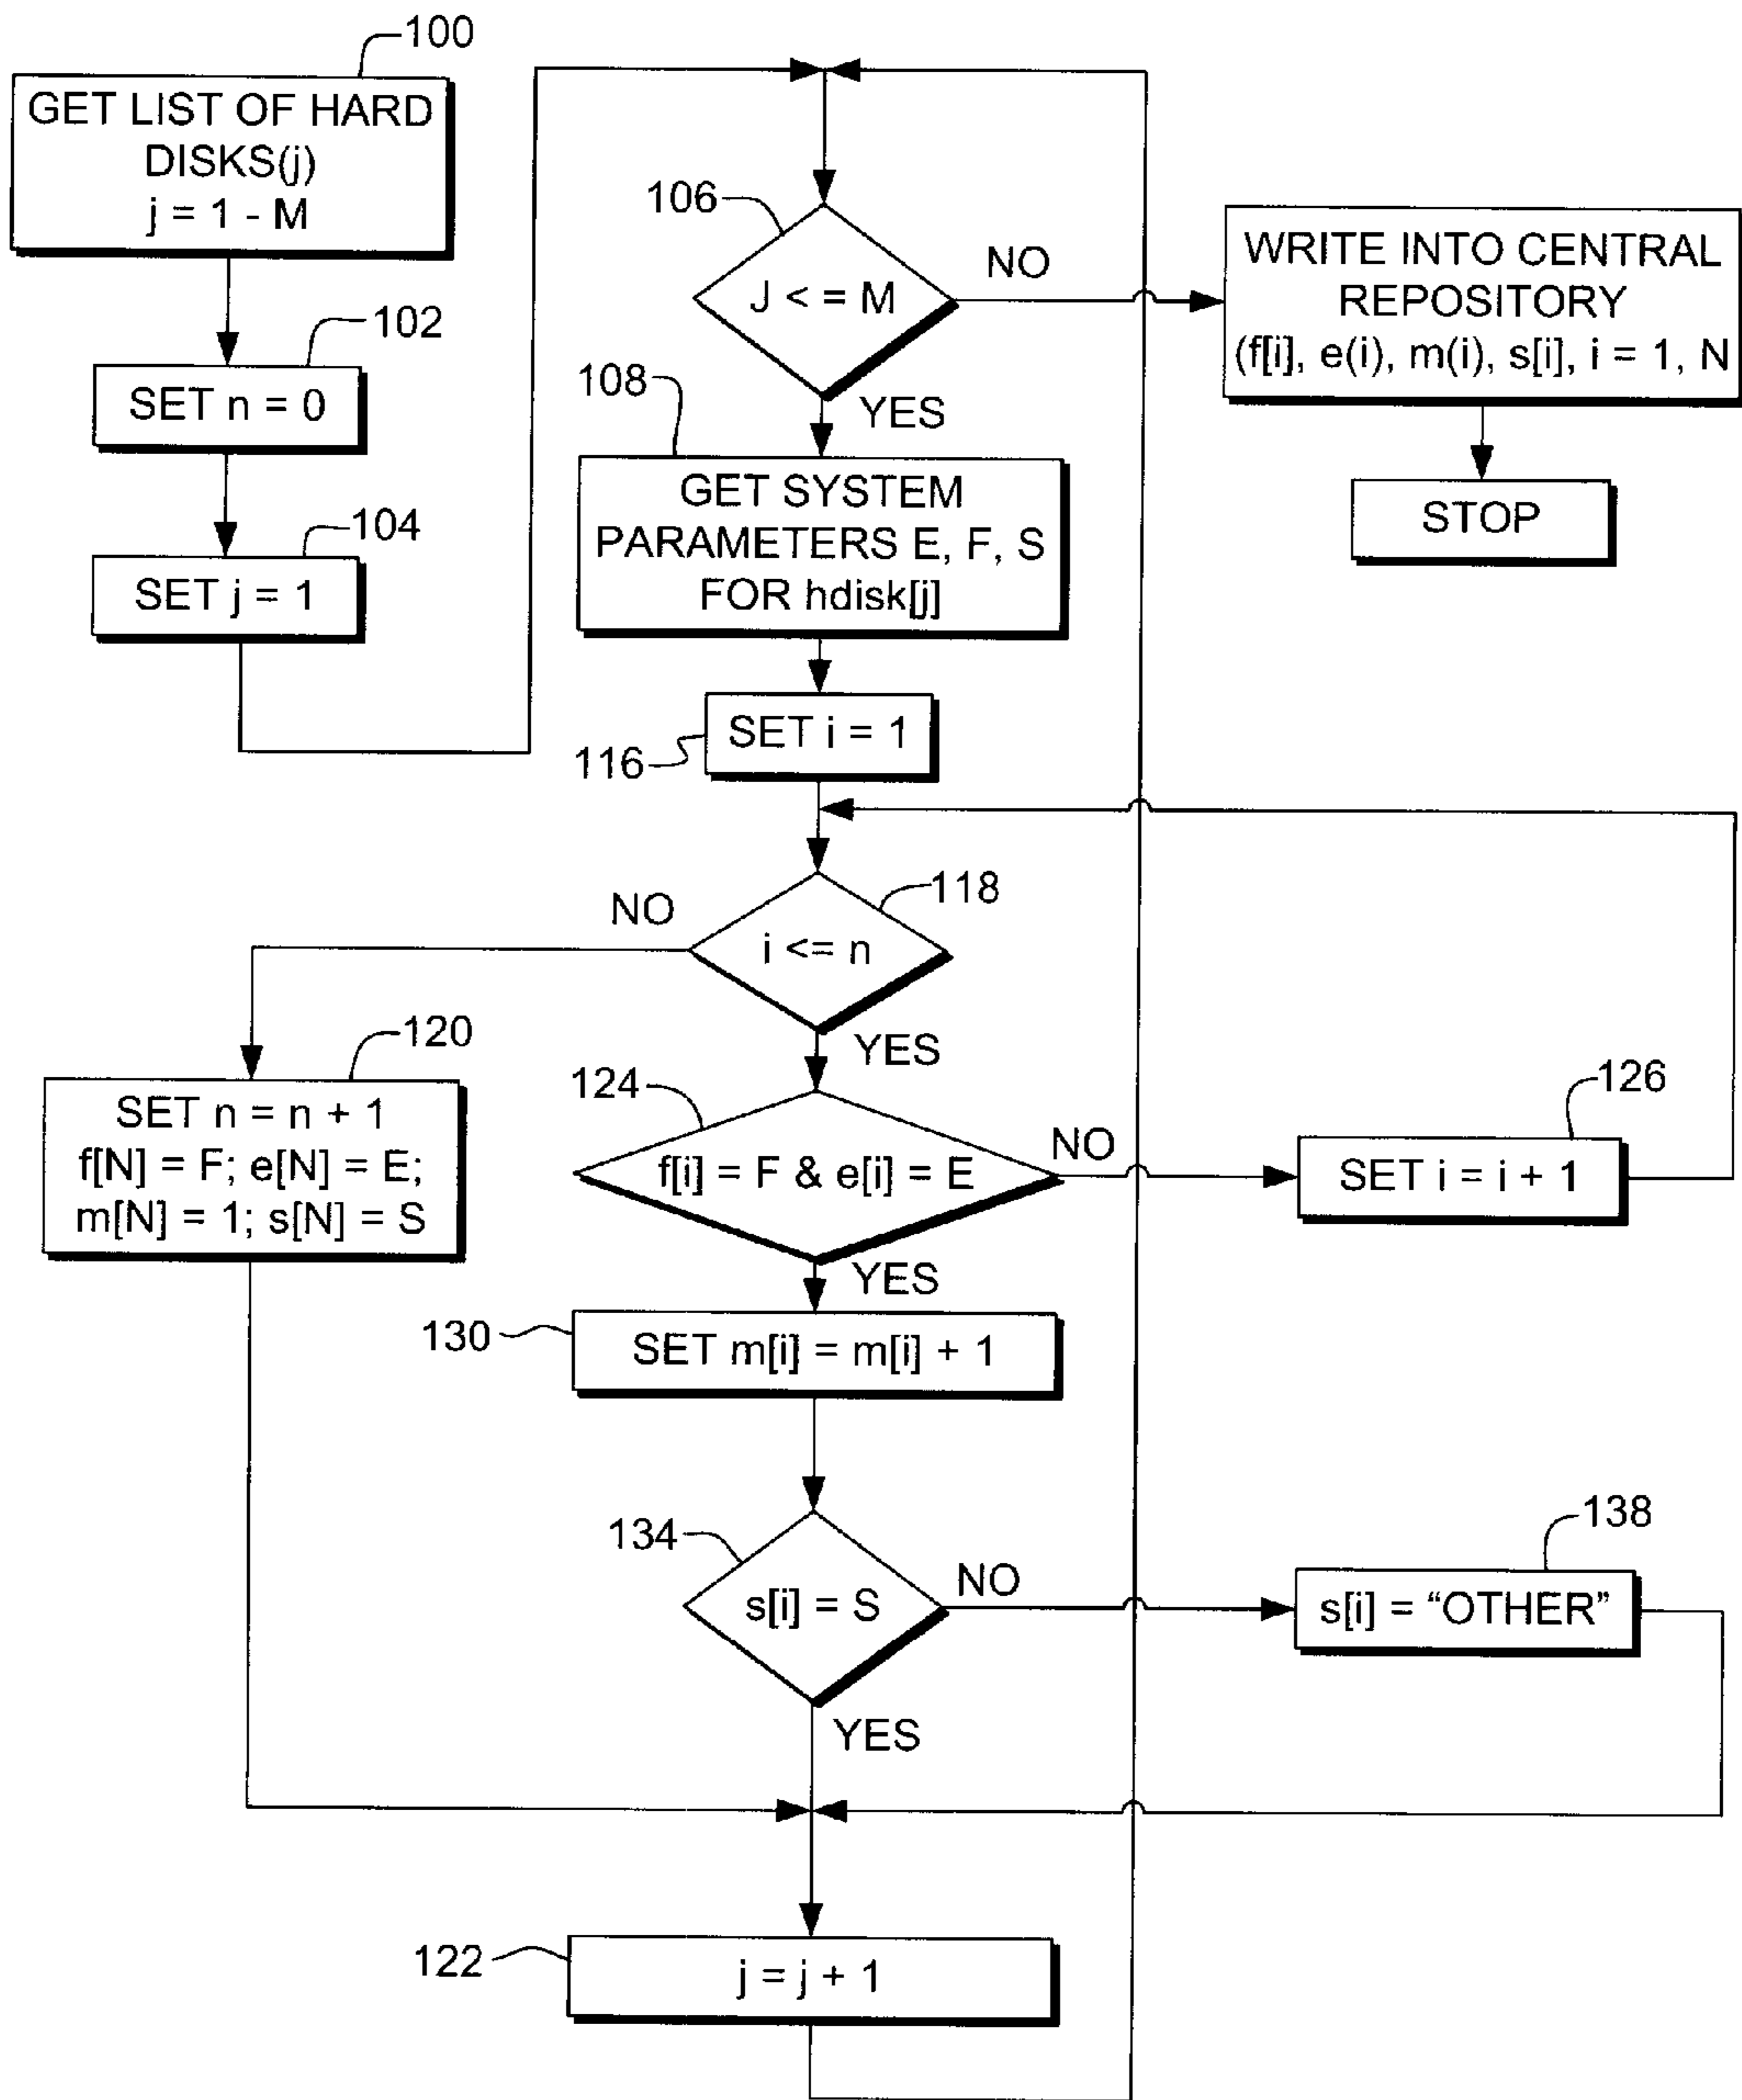 100
GET LIST OF HARD
DISKS(j)
j = 1 - M
102
SET n = 0
104
SET j = 1
106
J < = M
NO
YES
WRITE INTO CENTRAL
REPOSITORY
(f[i], e(i), m(i), s[i], i = 1, N
STOP
108
GET SYSTEM
PARAMETERS E, F, S
FOR hdisk[j]
116
SET i = 1
118
i <= n
NO
YES
120
SET n = n + 1
f[N] = F; e[N] = E;
m[N] = 1; s[N] = S
124
f[i] = F & e[i] = E
NO
YES
126
SET i = i + 1
130
SET m[i] = m[i] + 1
134
s[i] = S
NO
YES
138
s[i] = “OTHER”
122
j = j + 1